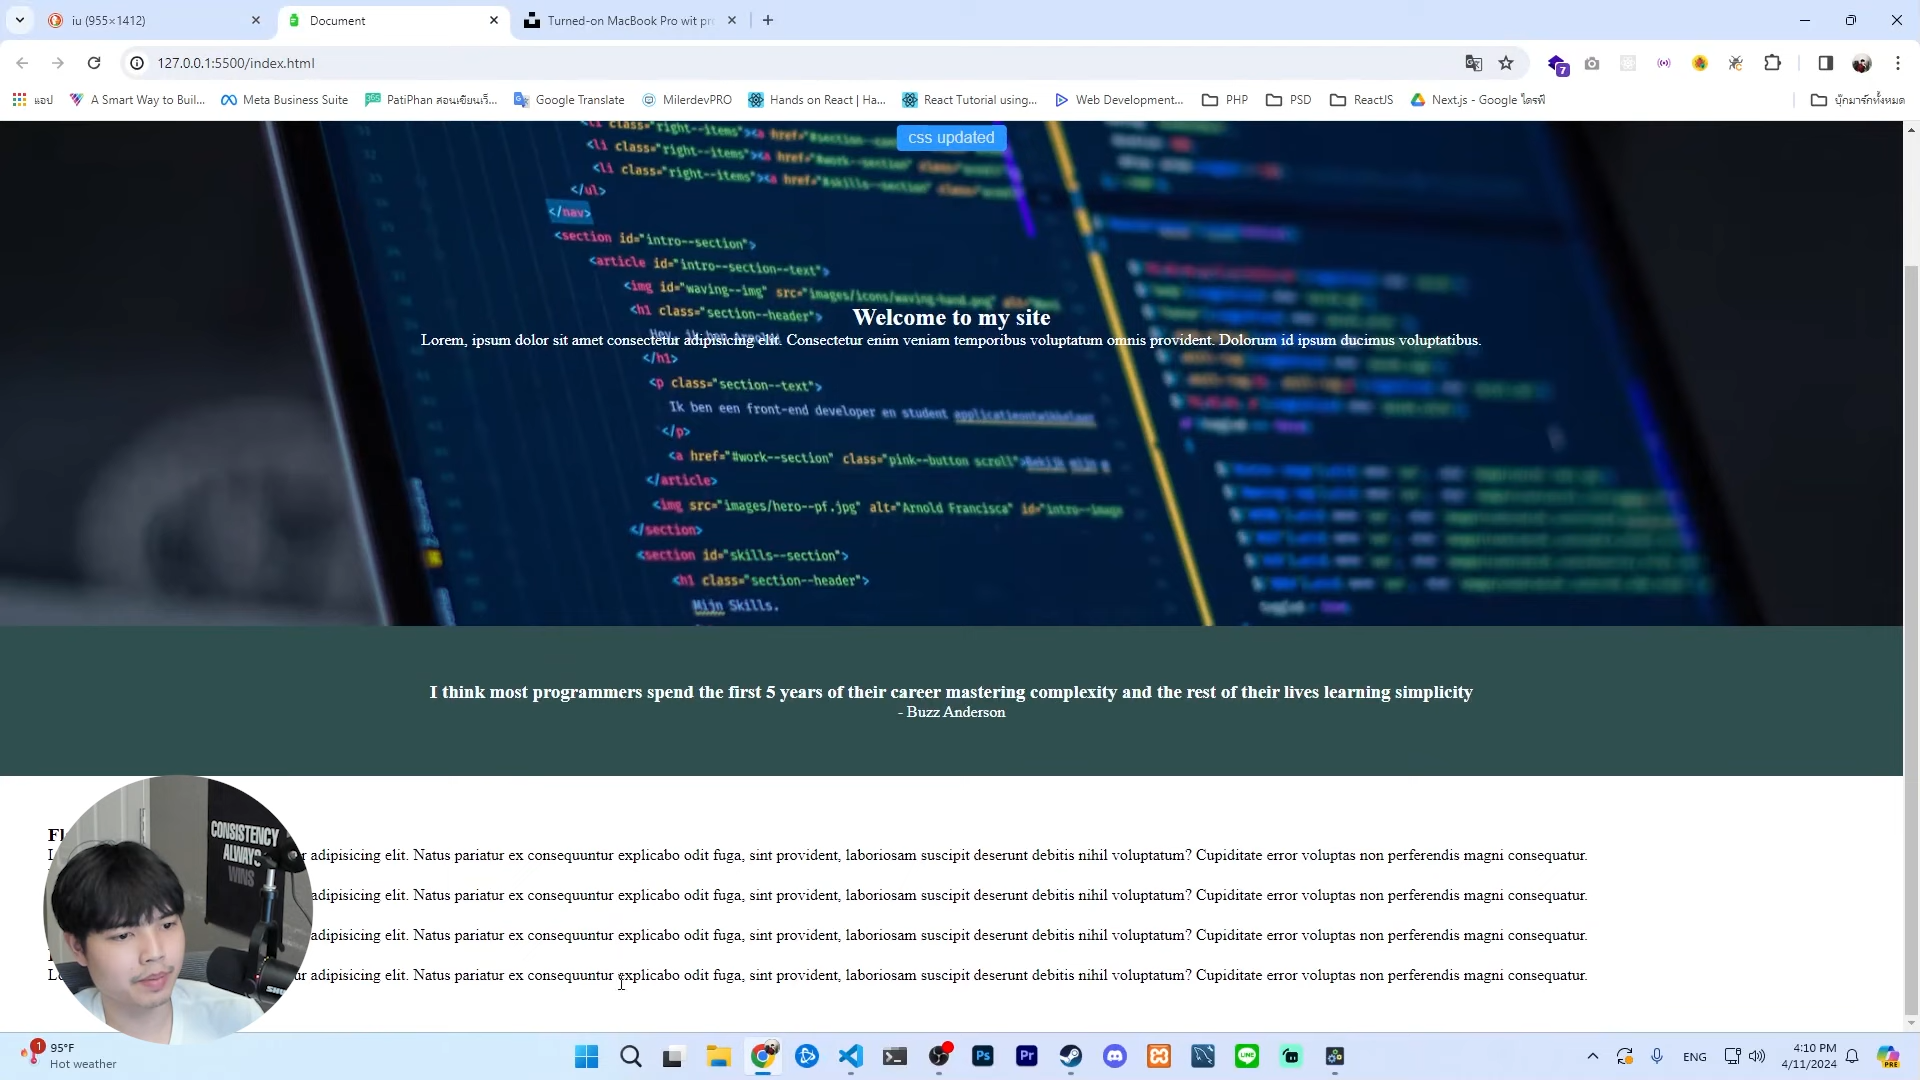 iu (955×1412)
Document
Turned-on MacBook Pro wit pr
127.0.0.1:5500/index.html
7
แอป
A Smart Way to Buil...
Meta Business Suite
PatiPhan สอนเขียนเว็...
Google Translate
MilerdevPRO
Hands on React | Ha...
React Tutorial using...
Web Development...
PHP
PSD
ReactJS
Next.js - Google ไดรฟ์
บุ๊กมาร์กทั้งหมด
css updated
<li class="right--items"><a href="#work--section"
<li class="right--items"><a href="#skills--section"
</ul>
</nav>
<section id="intro--section">
<article id="intro--section--text">
<img id="waving--img" src="images/icons/waving-hand.png"
<h1 class="section--header">
Welcome to my site
Lorem, ipsum dolor sit amet consectetur adipisicing elit. Consectetur enim veniam temporibus voluptatum omnis provident. Dolorum id ipsum ducimus voluptatibus.
</h1>
<p class="section--text">
Ik ben een front-end developer en student
</p>
<a href="#work--section" class="pink--button scroll">Bekijk mijn
</article>
<img src="images/hero--pf.jpg" alt="Arnold Francisca" id="intro--image
</section>
<section id="skills--section">
<h1 class="section--header">
Mijn Skills.
I think most programmers spend the first 5 years of their career mastering complexity and the rest of their lives learning simplicity
- Buzz Anderson
adipisicing elit. Natus pariatur ex consequuntur explicabo odit fuga, sint provident, laboriosam suscipit deserunt debitis nihil voluptatum? Cupiditate error voluptas non perferendis magni consequatur.
adipisicing elit. Natus pariatur ex consequuntur explicabo odit fuga, sint provident, laboriosam suscipit deserunt debitis nihil voluptatum? Cupiditate error voluptas non perferendis magni consequatur.
adipisicing elit. Natus pariatur ex consequuntur explicabo odit fuga, sint provident, laboriosam suscipit deserunt debitis nihil voluptatum? Cupiditate error voluptas non perferendis magni consequatur.
adipisicing elit. Natus pariatur ex consequuntur explicabo odit fuga, sint provident, laboriosam suscipit deserunt debitis nihil voluptatum? Cupiditate error voluptas non perferendis magni consequatur.
CONSISTENCY
ALWAYS
WINS
1
95°F
Hot weather
Ps
Pr
LINE
ENG
4:10 PM
4/11/2024
PRE